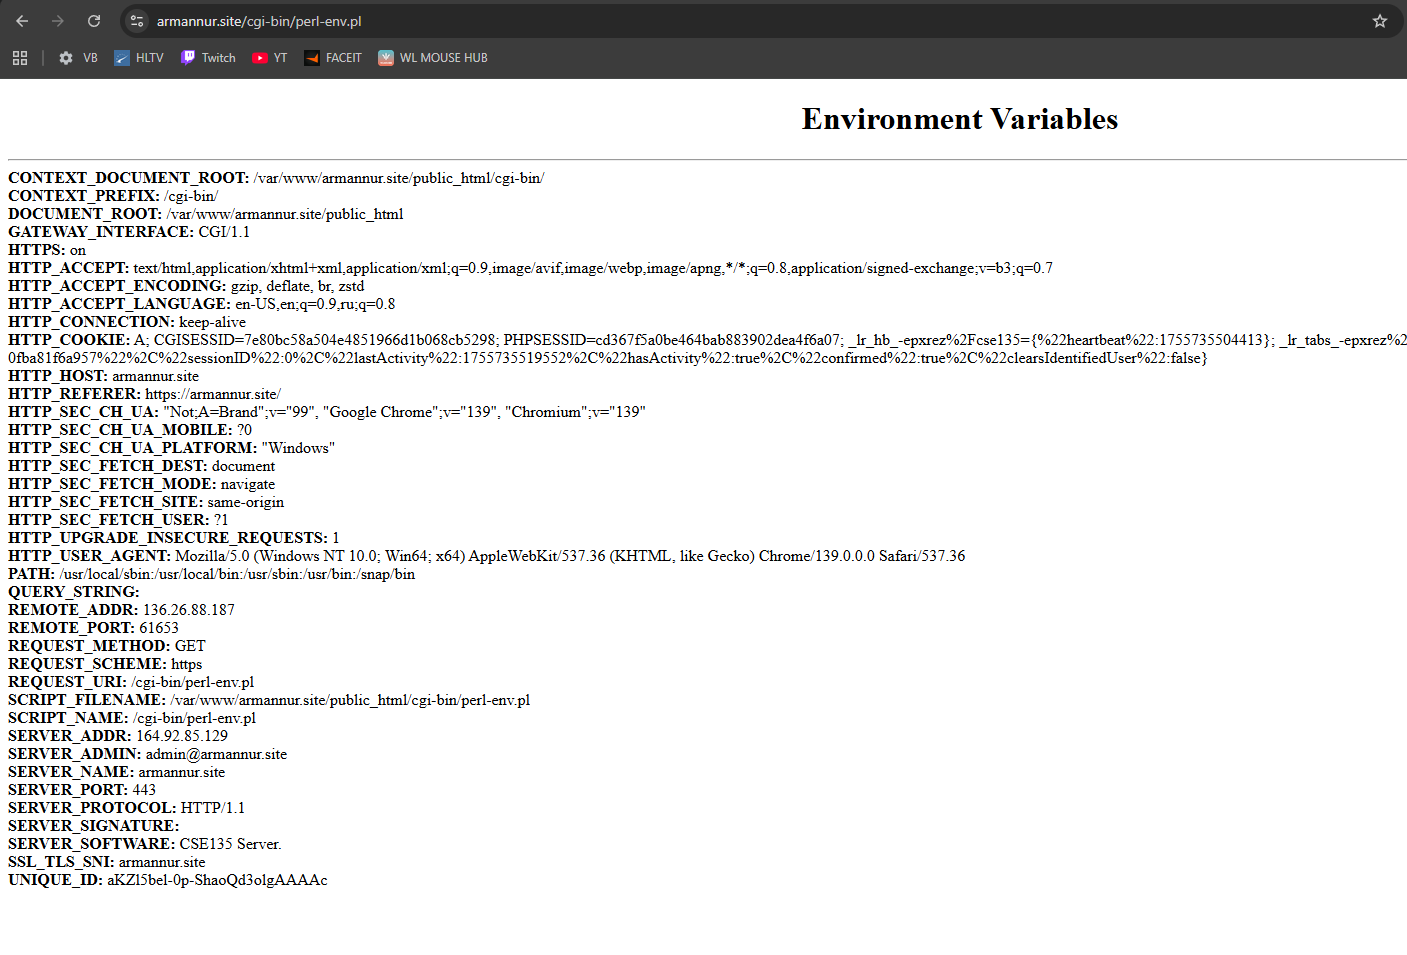 armannur.site/cgi-bin/perl-env.pl
VB HLTV Twitch YT FACEIT WL MOUSE HUB
Environment Variables
CONTEXT_DOCUMENT_ROOT: /var/www/armannur.site/public_html/cgi-bin/
CONTEXT_PREFIX: /cgi-bin/
DOCUMENT_ROOT: /var/www/armannur.site/public_html
GATEWAY_INTERFACE: CGI/1.1
HTTPS: on
HTTP_ACCEPT: text/html,application/xhtml+xml,application/xml;q=0.9,image/avif,image/webp,image/apng,*/*;q=0.8,application/signed-exchange;v=b3;q=0.7
HTTP_ACCEPT_ENCODING: gzip, deflate, br, zstd
HTTP_ACCEPT_LANGUAGE: en-US,en;q=0.9,ru;q=0.8
HTTP_CONNECTION: keep-alive
HTTP_COOKIE: A; CGISESSID=7e80bc58a504e4851966d1b068cb5298; PHPSESSID=cd367f5a0be464bab883902dea4f6a07; _lr_hb_-epxrez%2Fcse135={%22heartbeat%22:1755735504413}; _lr_tabs_-epxrez%2
0fba81f6a957%22%2C%22sessionID%22:0%2C%22lastActivity%22:1755735519552%2C%22hasActivity%22:true%2C%22confirmed%22:true%2C%22clearsIdentifiedUser%22:false}
HTTP_HOST: armannur.site
HTTP_REFERER: https://armannur.site/
HTTP_SEC_CH_UA: "Not;A=Brand";v="99", "Google Chrome";v="139", "Chromium";v="139"
HTTP_SEC_CH_UA_MOBILE: ?0
HTTP_SEC_CH_UA_PLATFORM: "Windows"
HTTP_SEC_FETCH_DEST: document
HTTP_SEC_FETCH_MODE: navigate
HTTP_SEC_FETCH_SITE: same-origin
HTTP_SEC_FETCH_USER: ?1
HTTP_UPGRADE_INSECURE_REQUESTS: 1
HTTP_USER_AGENT: Mozilla/5.0 (Windows NT 10.0; Win64; x64) AppleWebKit/537.36 (KHTML, like Gecko) Chrome/139.0.0.0 Safari/537.36
PATH: /usr/local/sbin:/usr/local/bin:/usr/sbin:/usr/bin:/snap/bin
QUERY_STRING:
REMOTE_ADDR: 136.26.88.187
REMOTE_PORT: 61653
REQUEST_METHOD: GET
REQUEST_SCHEME: https
REQUEST_URI: /cgi-bin/perl-env.pl
SCRIPT_FILENAME: /var/www/armannur.site/public_html/cgi-bin/perl-env.pl
SCRIPT_NAME: /cgi-bin/perl-env.pl
SERVER_ADDR: 164.92.85.129
SERVER_ADMIN: admin@armannur.site
SERVER_NAME: armannur.site
SERVER_PORT: 443
SERVER_PROTOCOL: HTTP/1.1
SERVER_SIGNATURE:
SERVER_SOFTWARE: CSE135 Server.
SSL_TLS_SNI: armannur.site
UNIQUE_ID: aKZl5bel-0p-ShaoQd3olgAAAAc